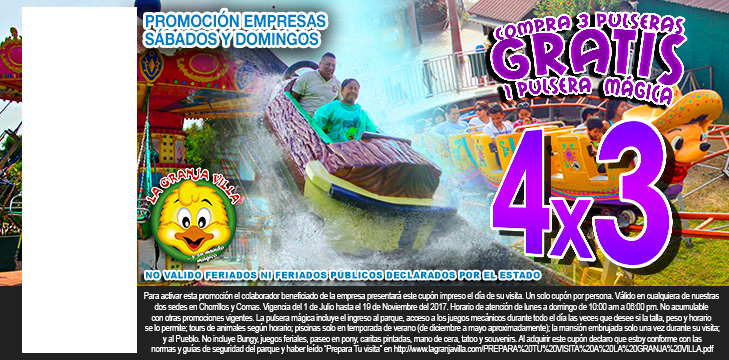 PROMOCIÓN EMPRESAS
SÁBADOS Y DOMINGOS
COMPRA 3 PULSERAS
GRATIS
1 PULSERA MÁGICA
4x3
LA GRANJA VILLA
...y su mundo
mágico
NO VALIDO FERIADOS NI FERIADOS PÚBLICOS DECLARADOS POR EL ESTADO
Para activar esta promoción el colaborador beneficiado de la empresa presentará este cupón impreso el día de su visita. Un solo cupón por persona. Válido en cualquiera de nuestras
dos sedes en Chorrillos y Comas. Vigencia del 1 de Julio hasta el 19 de Noviembre del 2017. Horario de atención de lunes a domingo de 10:00 am a 06:00 pm. No acumulable
con otras promociones vigentes. La pulsera mágica incluye el ingreso al parque, acceso a los juegos mecánicos durante todo el día las veces que desee si la talla, peso y horario
se lo permite; tours de animales según horario; piscinas solo en temporada de verano (de diciembre a mayo aproximadamente); la mansión embrujada solo una vez durante su visita;
y al Pueblo. No incluye Bungy, juegos feriales, paseo en pony, caritas pintadas, mano de cera, tatoo y souvenirs. Al adquirir este cupón declaro que estoy conforme con las
normas y guías de seguridad del parque y haber leído "Prepara Tu visita" en http://www.lagranjavilla.com/PREPARA%20TU%20VISITA%20A%20LA%20GRANJA%20VILLA.pdf